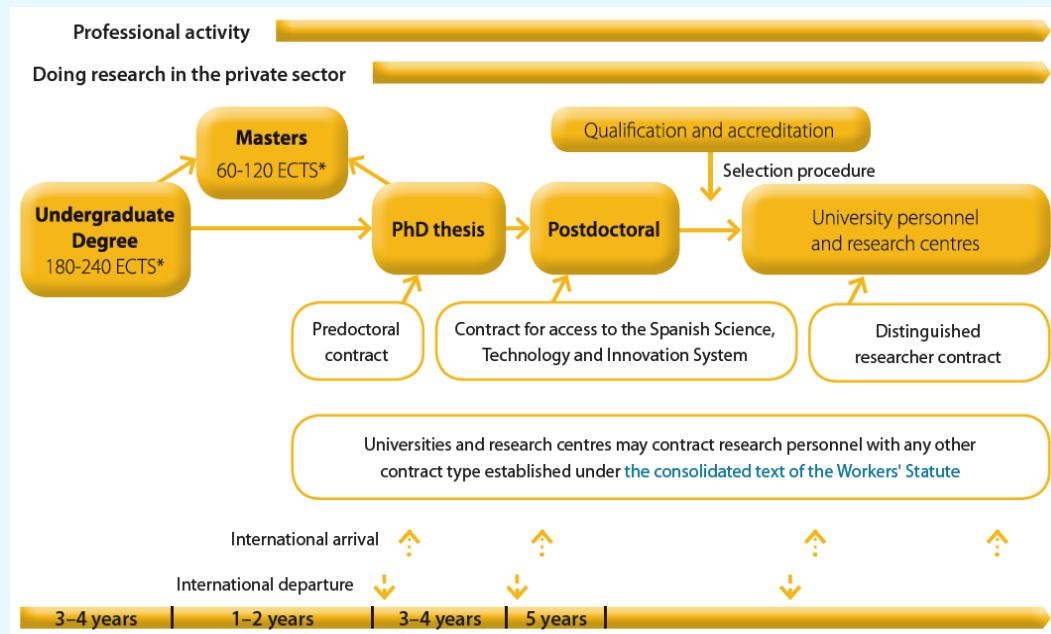 Professional activity
Doing research in the private sector
Masters
60-120 ECTS*
Qualification and accreditation
Selection procedure
Undergraduate
Degree
180-240 ECTS*
PhD thesis
Postdoctoral
University personnel
and research centres
Predoctoral
contract
Contract for access to the Spanish Science,
Technology and Innovation System
Distinguished
researcher contract
Universities and research centres may contract research personnel with any other
contract type established under the consolidated text of the Workers' Statute
International arrival
International departure
3–4 years
1–2 years
3–4 years
5 years